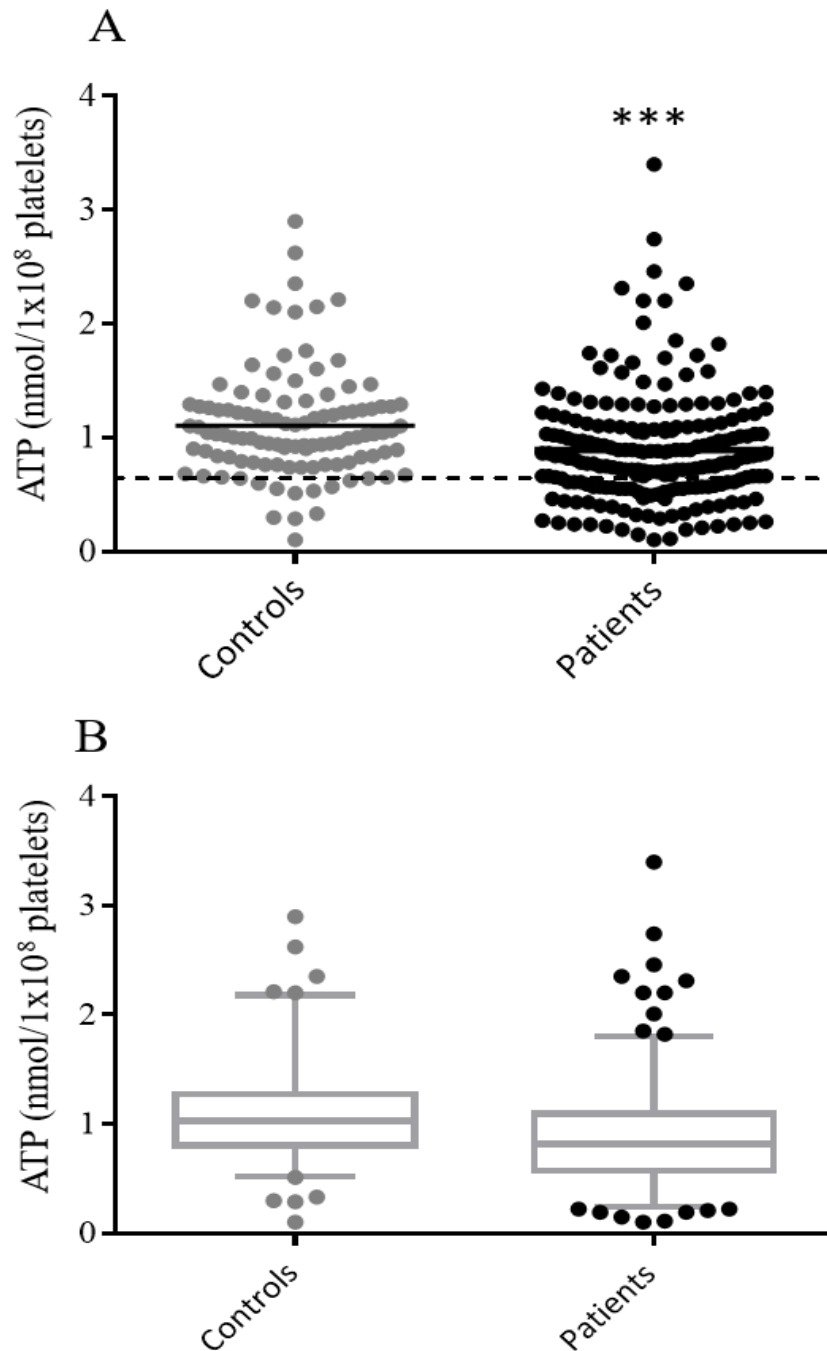 A
ATP (nmol/1x10⁸ platelets)
4
3
2
1
0
***
Controls
Patients
B
ATP (nmol/1x10⁸ platelets)
4
3
2
1
0
Controls
Patients